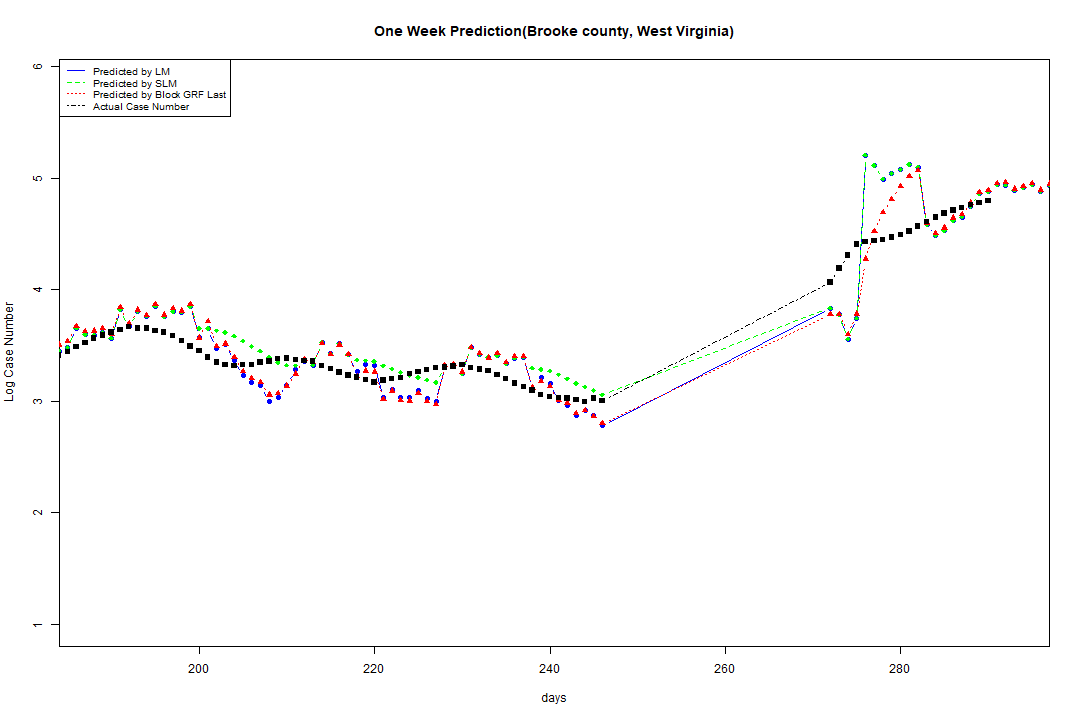 One Week Prediction(Brooke county, West Virginia)
6
Predicted by LM
Predicted by SLM
Predicted by Block GRF Last
Actual Case Number
5
4
3
2
1
Log Case Number
200
220
240
260
280
days